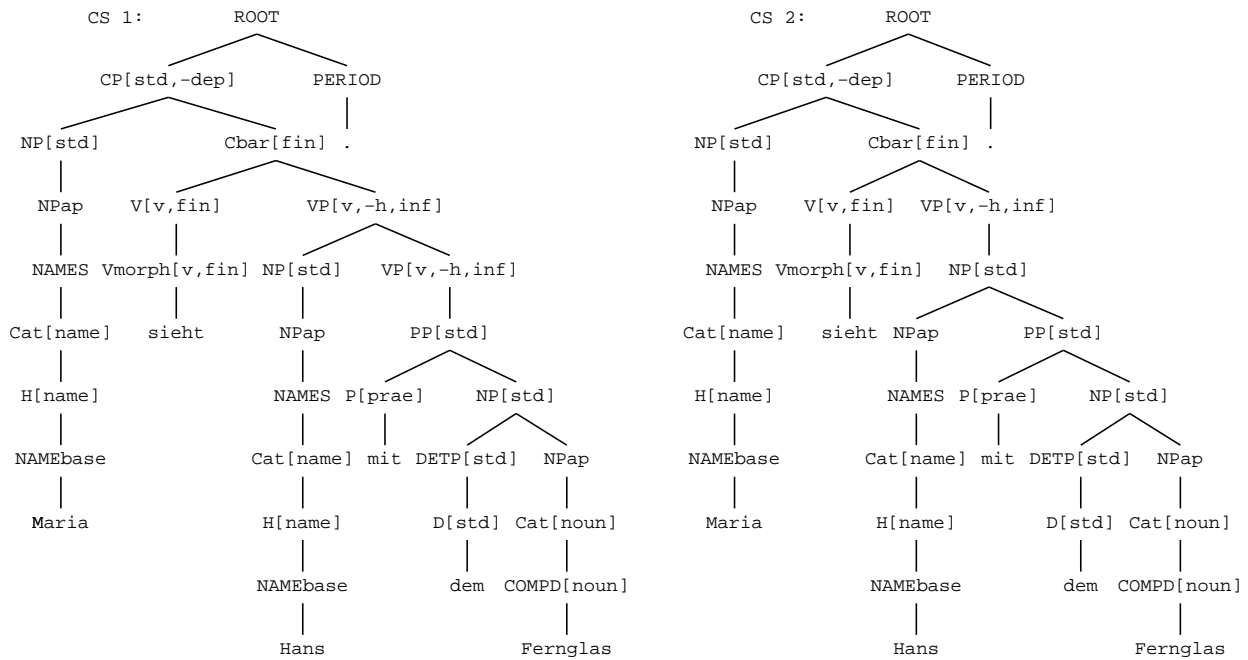 CS 1: ROOT CS 2: ROOT
CP[std,-dep] PERIOD CP[std,-dep] PERIOD
NP[std] Cbar[fin] . NP[std] Cbar[fin] .
NPap V[v,fin] VP[v,-h,inf] NPap V[v,fin] VP[v,-h,inf]
NAMES Vmorph[v,fin] NP[std] VP[v,-h,inf] NAMES Vmorph[v,fin] NP[std]
Cat[name] sieht NPap PP[std] Cat[name] sieht NPap PP[std]
H[name] NAMES P[prae] NP[std] H[name] NAMES P[prae] NP[std]
NAMEbase Cat[name] mit DETP[std] NPap NAMEbase Cat[name] mit DETP[std] NPap
Maria H[name] D[std] Cat[noun] Maria H[name] D[std] Cat[noun]
NAMEbase dem COMPD[noun] NAMEbase dem COMPD[noun]
Hans Fernglas Hans Fernglas